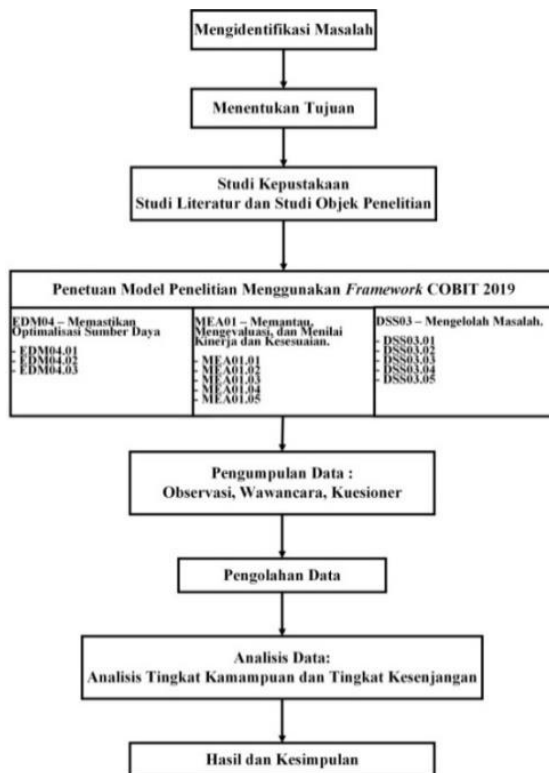 Mengidentifikasi Masalah
Menentukan Tujuan
Studi Kepustakaan
Studi Literatur dan Studi Objek Penelitian
Penetuan Model Penelitian Menggunakan Framework COBIT 2019
EDM04 – Memastikan
Optimalisasi Sumber Daya
- EDM04.01
- EDM04.02
- EDM04.03
MEA01 – Memantau,
Mengevaluasi, dan Menilai
Kinerja dan Kesesuaian.
- MEA01.01
- MEA01.02
- MEA01.03
- MEA01.04
- MEA01.05
DSS03 – Mengelolah Masalah.
- DSS03.01
- DSS03.02
- DSS03.03
- DSS03.04
- DSS03.05
Pengumpulan Data :
Observasi, Wawancara, Kuesioner
Pengolahan Data
Analisis Data:
Analisis Tingkat Kamampuan dan Tingkat Kesenjangan
Hasil dan Kesimpulan